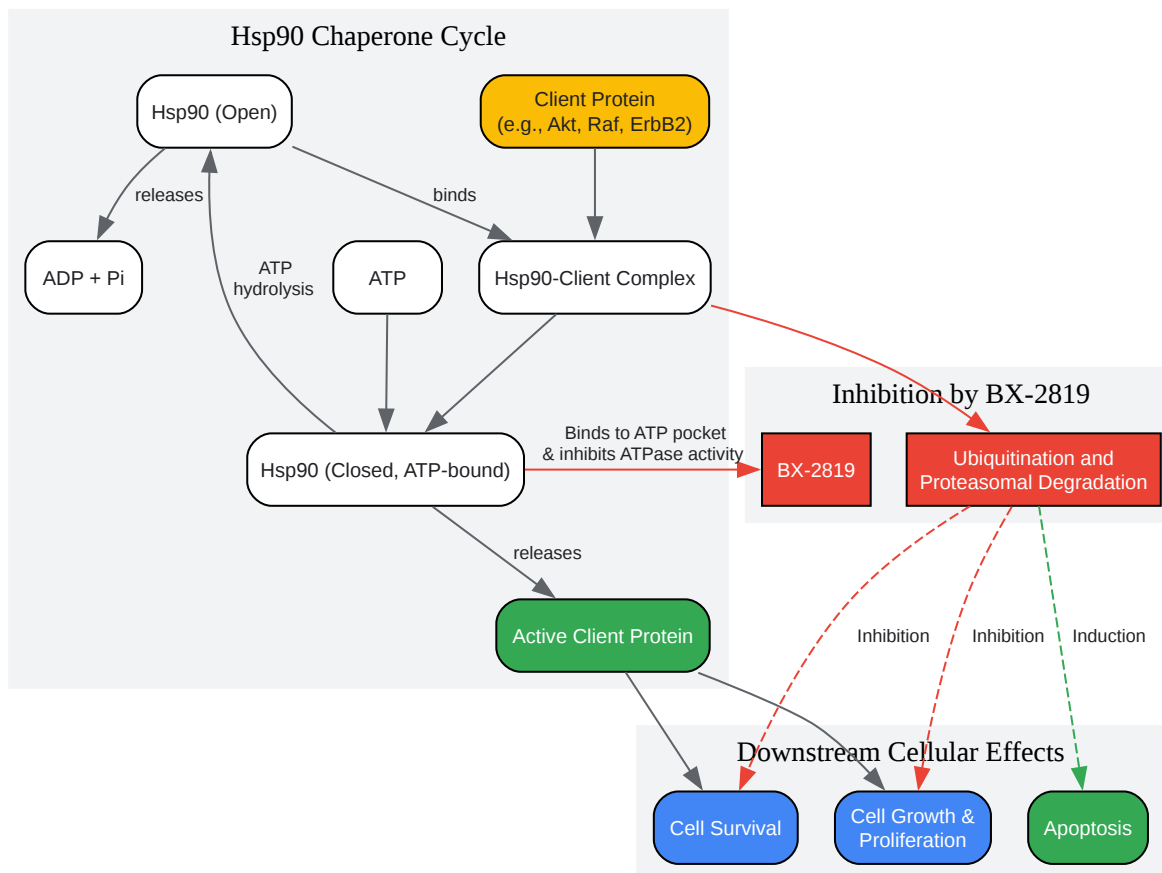 Hsp90 Chaperone Cycle
Hsp90 (Open)
Client Protein
(e.g., Akt, Raf, ErbB2)
releases
binds
ADP + Pi
ATP
hydrolysis
ATP
Hsp90-Client Complex
Inhibition by BX-2819
Hsp90 (Closed, ATP-bound)
Binds to ATP pocket
& inhibits ATPase activity
BX-2819
Ubiquitination and
Proteasomal Degradation
releases
Active Client Protein
Inhibition
Inhibition
Induction
Downstream Cellular Effects
Cell Survival
Cell Growth &
Proliferation
Apoptosis